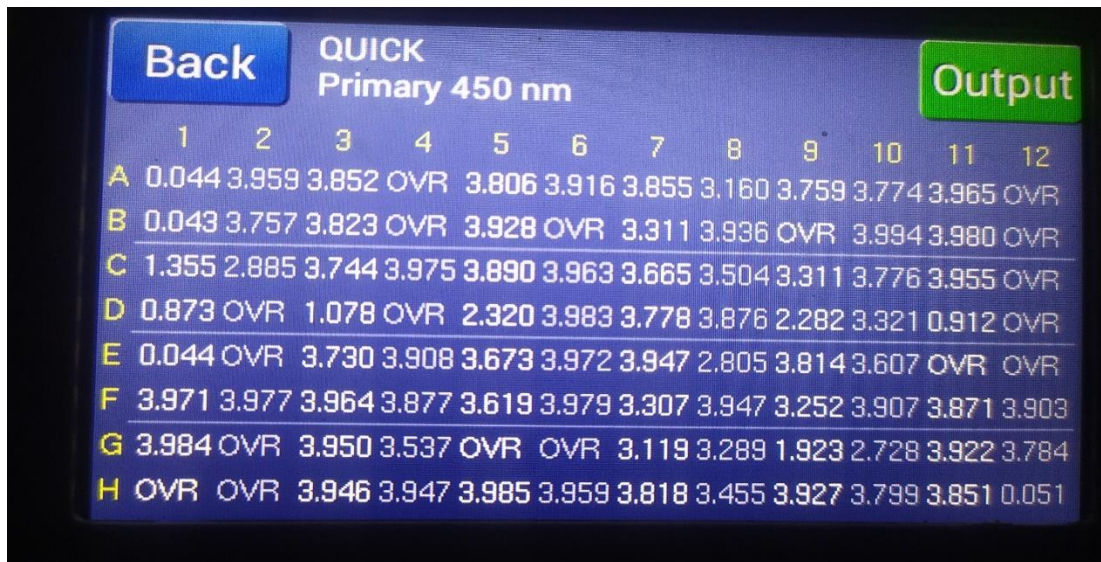 Back QUICK Output
Primary 450 nm
1 2 3 4 5 6 7 8 9 10 11 12
A 0.044 3.959 3.852 OVR 3.806 3.916 3.855 3.160 3.759 3.774 3.965 OVR
B 0.043 3.757 3.823 OVR 3.928 OVR 3.311 3.936 OVR 3.994 3.980 OVR
C 1.355 2.885 3.744 3.975 3.890 3.963 3.665 3.504 3.311 3.776 3.955 OVR
D 0.873 OVR 1.078 OVR 2.320 3.983 3.778 3.876 2.282 3.321 0.912 OVR
E 0.044 OVR 3.730 3.908 3.673 3.972 3.947 2.805 3.814 3.607 OVR OVR
F 3.971 3.977 3.964 3.877 3.619 3.979 3.307 3.947 3.252 3.907 3.871 3.903
G 3.984 OVR 3.950 3.537 OVR OVR 3.119 3.289 1.923 2.728 3.922 3.784
H OVR OVR 3.946 3.947 3.985 3.959 3.818 3.455 3.927 3.799 3.851 0.051